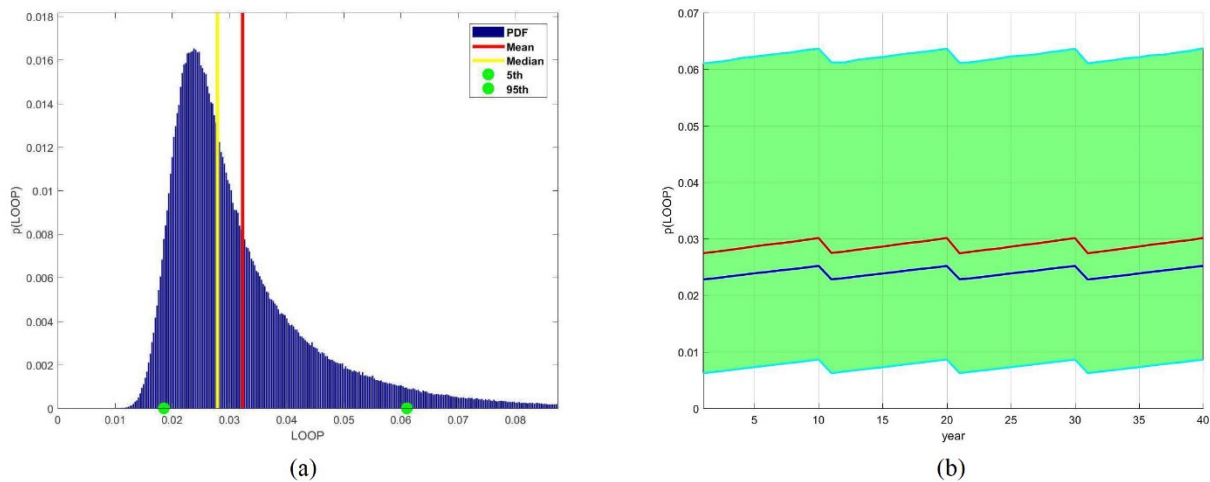 0.018
0.016
0.014
0.012
0.01
0.008
0.006
0.004
0.002
0
p(LOOP)
PDF
Mean
Median
5th
95th
0 0.01 0.02 0.03 0.04 0.05 0.06 0.07 0.08
LOOP
(a)
0.07
0.06
0.05
0.04
0.03
0.02
0.01
0
p(LOOP)
5 10 15 20 25 30 35 40
year
(b)